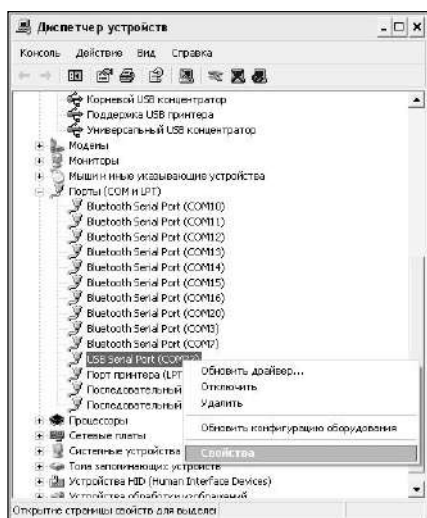 Диспетчер устройств
Консоль Действие Вид Справка
Корневой USB концентратор
Поддержка USB принтера
Универсальный USB концентратор
Модемы
Мониторы
Мыши и иные указывающие устройства
Порты (COM и LPT)
Bluetooth Serial Port (COM10)
Bluetooth Serial Port (COM11)
Bluetooth Serial Port (COM12)
Bluetooth Serial Port (COM13)
Bluetooth Serial Port (COM14)
Bluetooth Serial Port (COM15)
Bluetooth Serial Port (COM16)
Bluetooth Serial Port (COM20)
Bluetooth Serial Port (COM3)
Bluetooth Serial Port (COM7)
USB Serial Port
Порт принтера (LPT
Последовательный
Последовательный
Обновить драйвер...
Отключить
Удалить
Обновить конфигурацию оборудования
Свойства
Процессоры
Сетевые платы
Системные устройства
Тома запоминающих устройств
Устройства HID (Human Interface Devices)
Устройства обработки изображений
Открытие страницы свойств для выделен